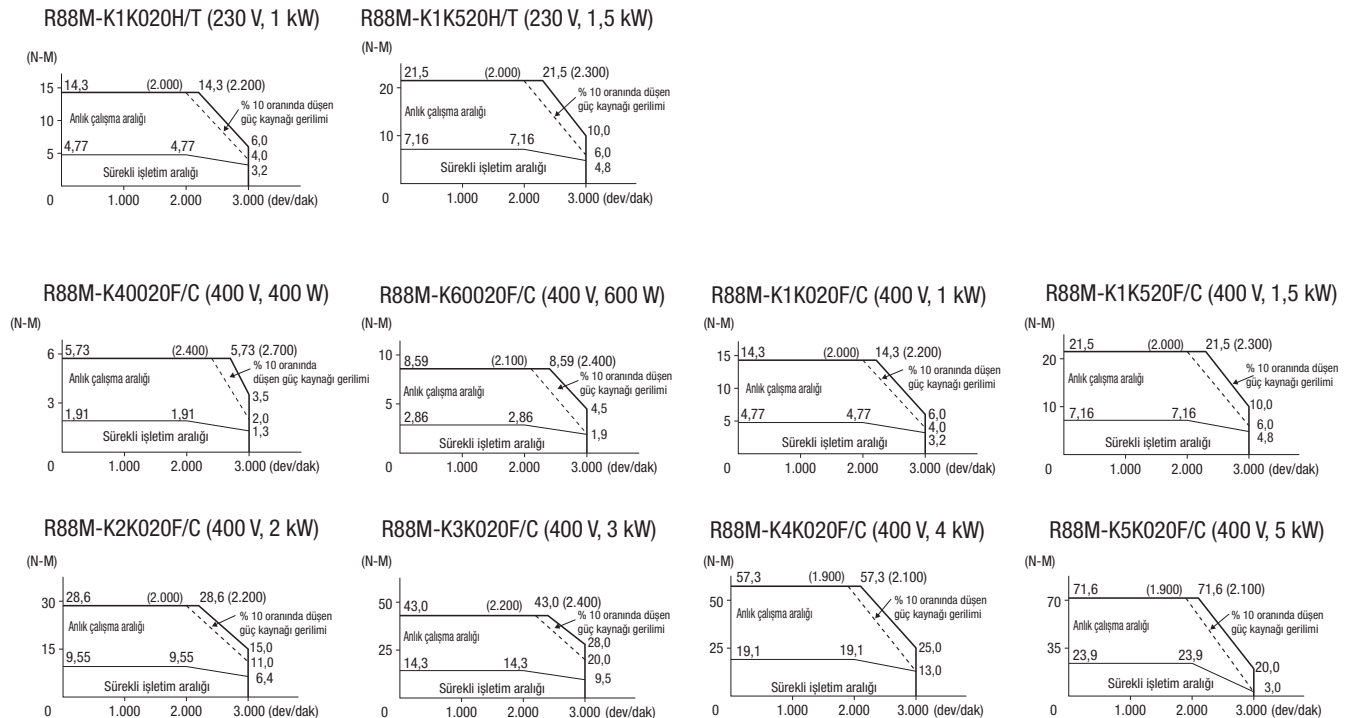 R88M-K1K020H/T (230 V, 1 kW)
(N-M)
15
14,3
(2.000)
14,3 (2.200)
% 10 oranında düşen
güç kaynağı gerilimi
10
Anlık çalışma aralığı
6,0
5
4,77
4,77
4,0
3,2
Sürekli işletim aralığı
0
1.000
2.000
3.000 (dev/dak)
R88M-K1K520H/T (230 V, 1,5 kW)
(N-M)
21,5
(2.000)
21,5 (2.300)
20
% 10 oranında düşen
güç kaynağı gerilimi
Anlık çalışma aralığı
10
10,0
7,16
7,16
6,0
4,8
Sürekli işletim aralığı
0
1.000
2.000
3.000 (dev/dak)
R88M-K40020F/C (400 V, 400 W)
(N-M)
6
5,73
(2.400)
5,73 (2.700)
% 10 oranında
düşen güç kaynağı gerilimi
Anlık çalışma aralığı
3
3,5
1,91
1,91
2,0
1,3
Sürekli işletim aralığı
0
1.000
2.000
3.000 (dev/dak)
R88M-K60020F/C (400 V, 600 W)
(N-M)
10
8,59
(2.100)
8,59 (2.400)
% 10 oranında düşen
güç kaynağı gerilimi
Anlık çalışma aralığı
5
4,5
2,86
2,86
1,9
Sürekli işletim aralığı
0
1.000
2.000
3.000 (dev/dak)
R88M-K1K020F/C (400 V, 1 kW)
(N-M)
15
14,3
(2.000)
14,3 (2.200)
% 10 oranında düşen
güç kaynağı gerilimi
10
Anlık çalışma aralığı
6,0
5
4,77
4,77
4,0
3,2
Sürekli işletim aralığı
0
1.000
2.000
3.000 (dev/dak)
R88M-K1K520F/C (400 V, 1,5 kW)
(N-M)
21,5
(2.000)
21,5 (2.300)
20
% 10 oranında düşen
güç kaynağı gerilimi
Anlık çalışma aralığı
10
10,0
7,16
7,16
6,0
4,8
Sürekli işletim aralığı
0
1.000
2.000
3.000 (dev/dak)
R88M-K2K020F/C (400 V, 2 kW)
(N-M)
30
28,6
(2.000)
28,6 (2.200)
% 10 oranında düşen
güç kaynağı gerilimi
Anlık çalışma aralığı
15
15,0
9,55
9,55
11,0
6,4
Sürekli işletim aralığı
0
1.000
2.000
3.000 (dev/dak)
R88M-K3K020F/C (400 V, 3 kW)
(N-M)
50
43,0
(2.200)
43,0 (2.400)
% 10 oranında düşen
güç kaynağı gerilimi
Anlık çalışma aralığı
28,0
25
20,0
14,3
14,3
9,5
Sürekli işletim aralığı
0
1.000
2.000
3.000 (dev/dak)
R88M-K4K020F/C (400 V, 4 kW)
(N-M)
57,3
(1.900)
57,3 (2.100)
50
% 10 oranında düşen
güç kaynağı gerilimi
Anlık çalışma aralığı
25
25,0
19,1
19,1
13,0
Sürekli işletim aralığı
0
1.000
2.000
3.000 (dev/dak)
R88M-K5K020F/C (400 V, 5 kW)
(N-M)
71,6
(1.900)
71,6 (2.100)
70
% 10 oranında düşen
güç kaynağı gerilimi
Anlık çalışma aralığı
35
23,9
23,9
20,0
3,0
Sürekli işletim aralığı
0
1.000
2.000
3.000 (dev/dak)